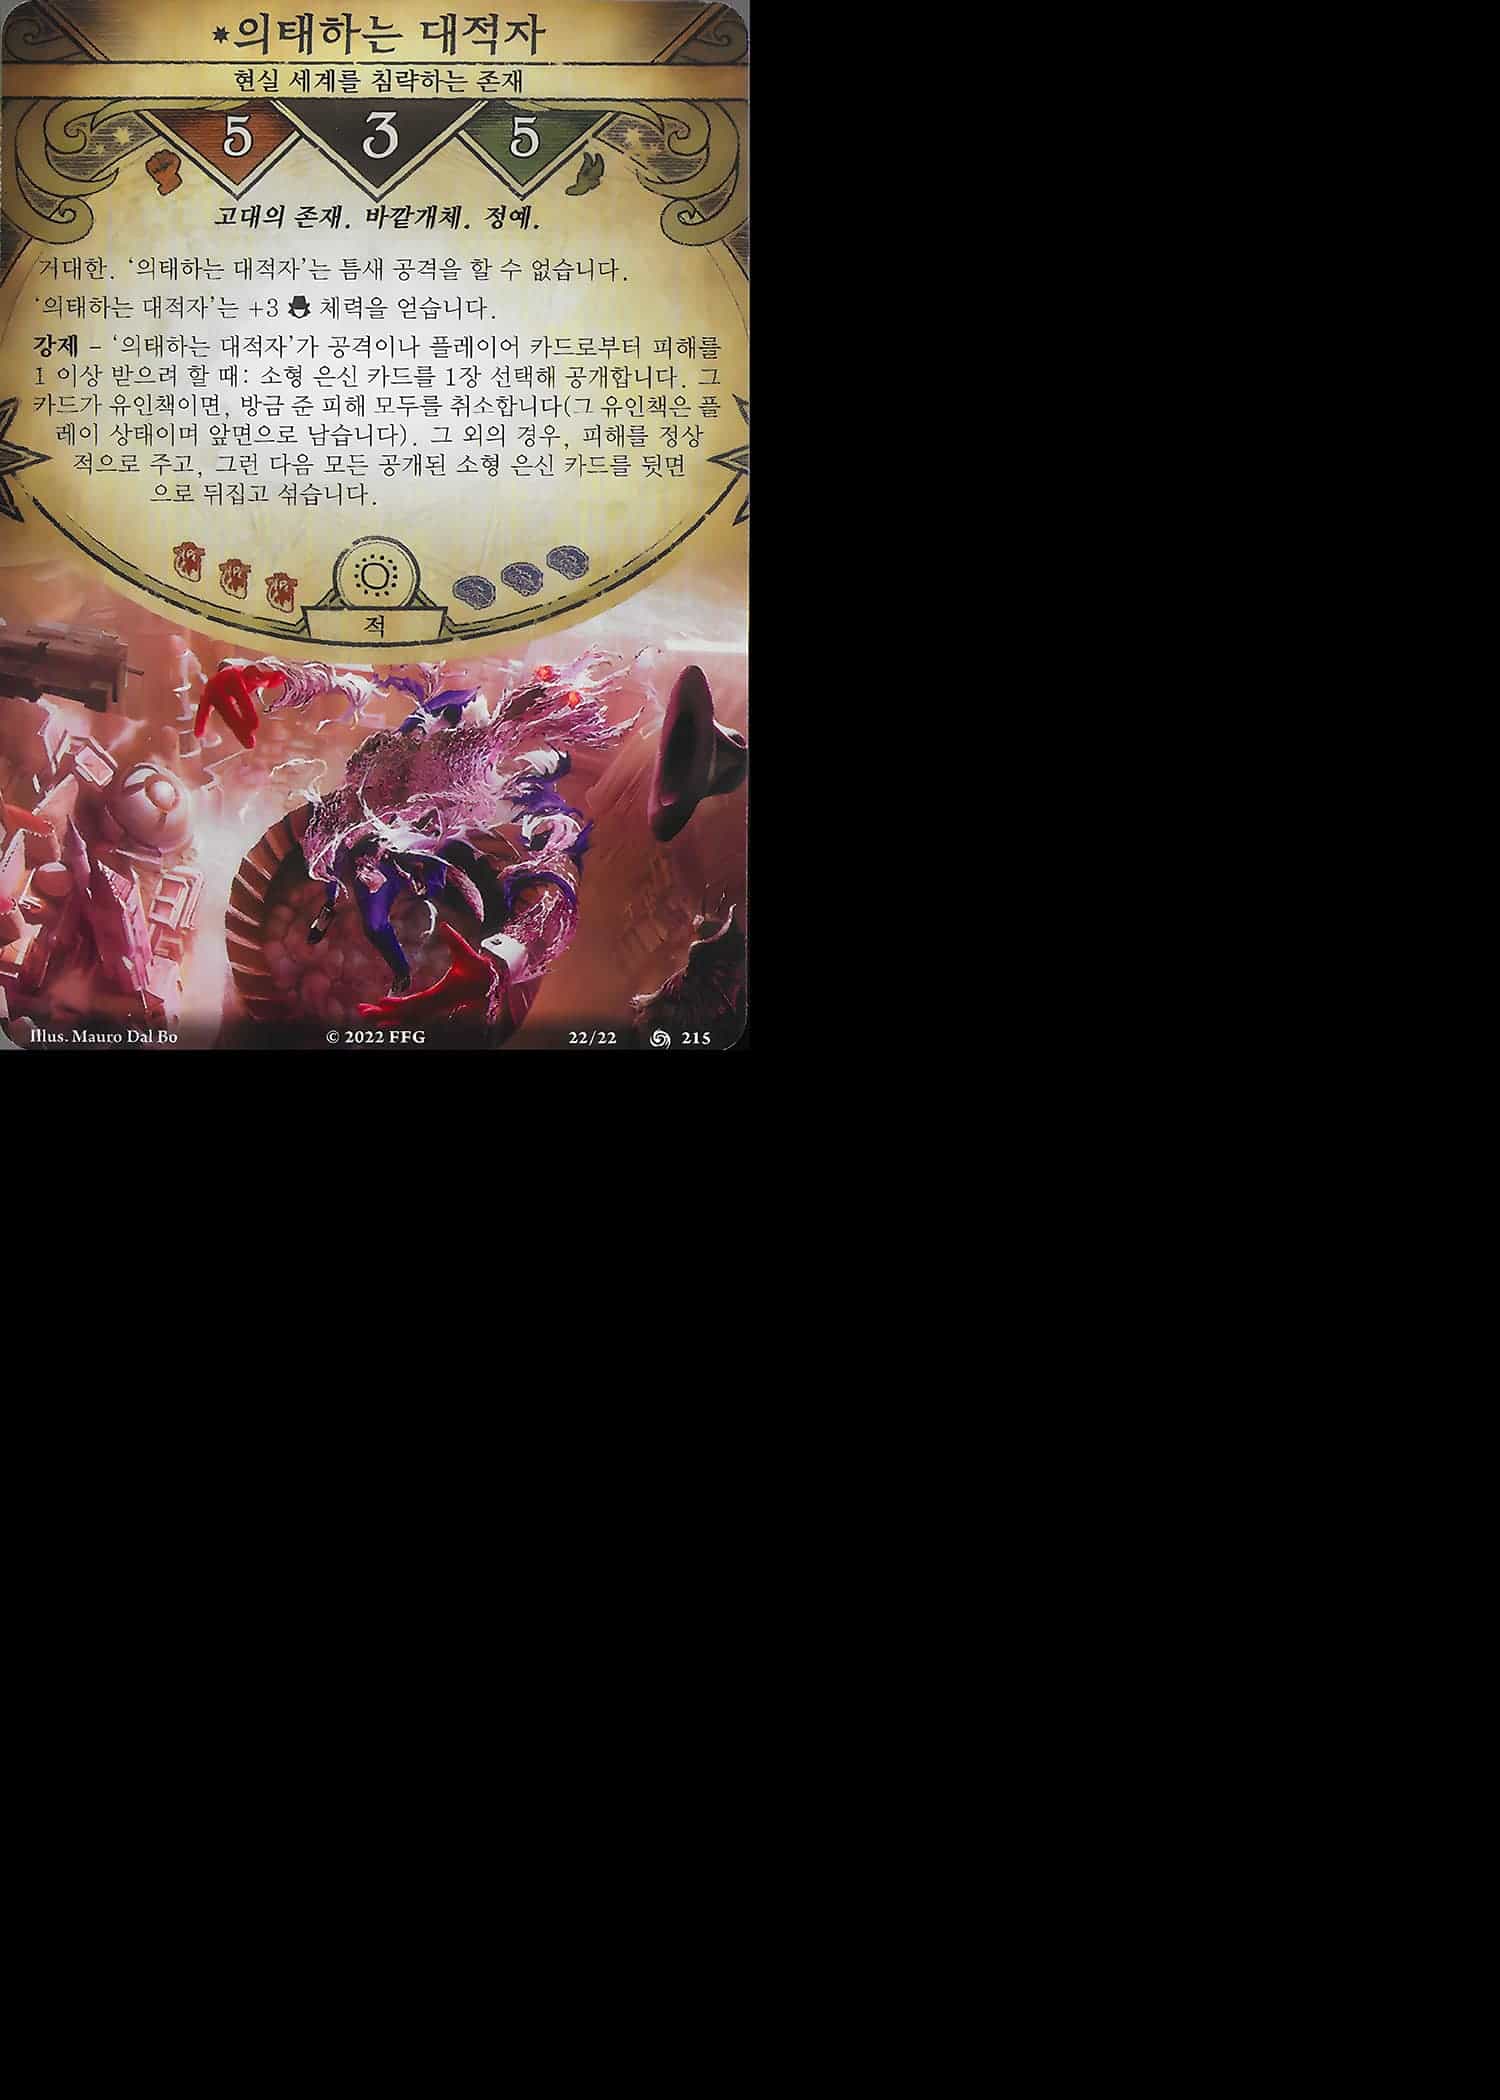 *의태하는 대적자
현실 세계를 침략하는 존재
5 3 5
고대의 존재. 바깥개체. 정예.
거대한. ‘의태하는 대적자’는 틈새 공격을 할 수 없습니다.
‘의태하는 대적자’는 +3 체력을 얻습니다.
강제 – ‘의태하는 대적자’가 공격이나 플레이어 카드로부터 피해를
1 이상 받으려 할 때: 소형 은신 카드를 1장 선택해 공개합니다. 그
카드가 유인책이면, 방금 준 피해 모두를 취소합니다(그 유인책은 플
레이 상태이며 앞면으로 남습니다). 그 외의 경우, 피해를 정상
적으로 주고, 그런 다음 모든 공개된 소형 은신 카드를 뒷면
으로 뒤집고 섞습니다.
적
Illus. Mauro Dal Bo © 2022 FFG 22/22 215